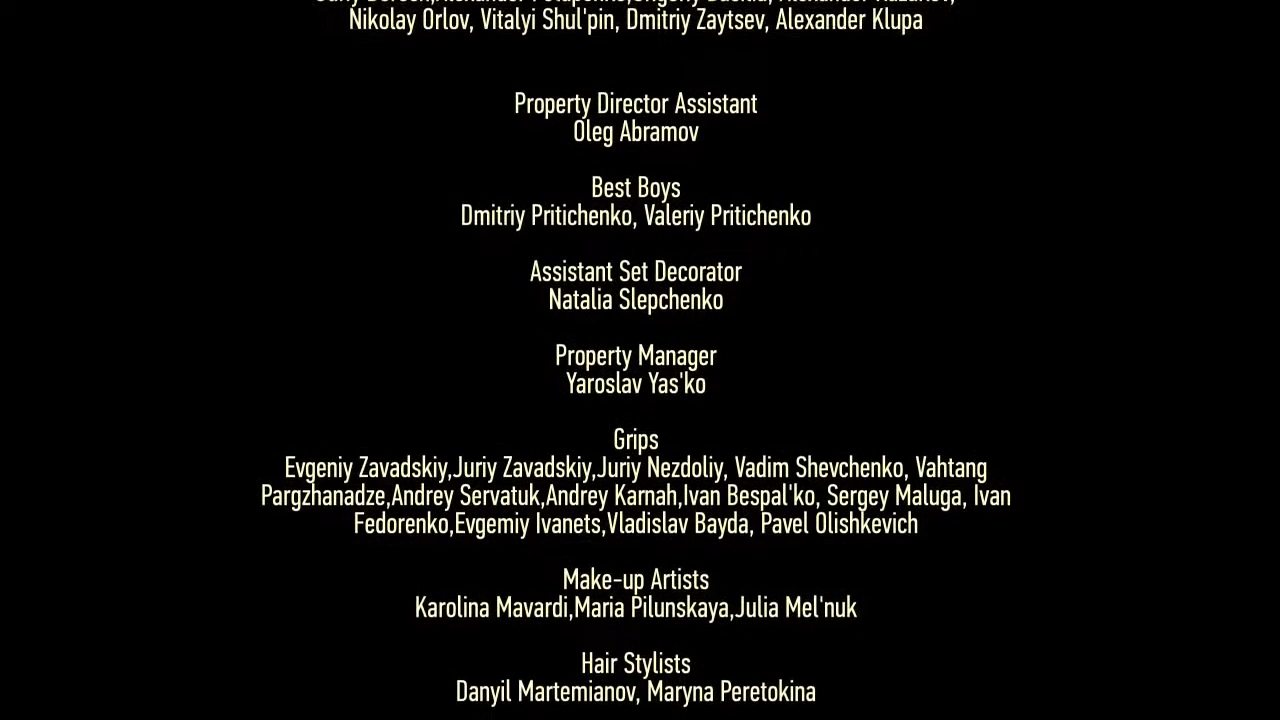 Nikolay Orlov, Vitalyi Shul'pin, Dmitriy Zaytsev, Alexander Klupa
Property Director Assistant
Oleg Abramov
Best Boys
Dmitriy Pritichenko, Valeriy Pritichenko
Assistant Set Decorator
Natalia Slepchenko
Property Manager
Yaroslav Yas'ko
Grips
Evgeniy Zavadskiy,Juriy Zavadskiy,Juriy Nezdoliy, Vadim Shevchenko, Vahtang
Pargzhanadze,Andrey Servatuk,Andrey Karnah,Ivan Bespal'ko, Sergey Maluga, Ivan
Fedorenko,Evgemiy Ivanets,Vladislav Bayda, Pavel Olishkevich
Make-up Artists
Karolina Mavardi,Maria Pilunskaya,Julia Mel'nuk
Hair Stylists
Danyil Martemianov, Maryna Peretokina